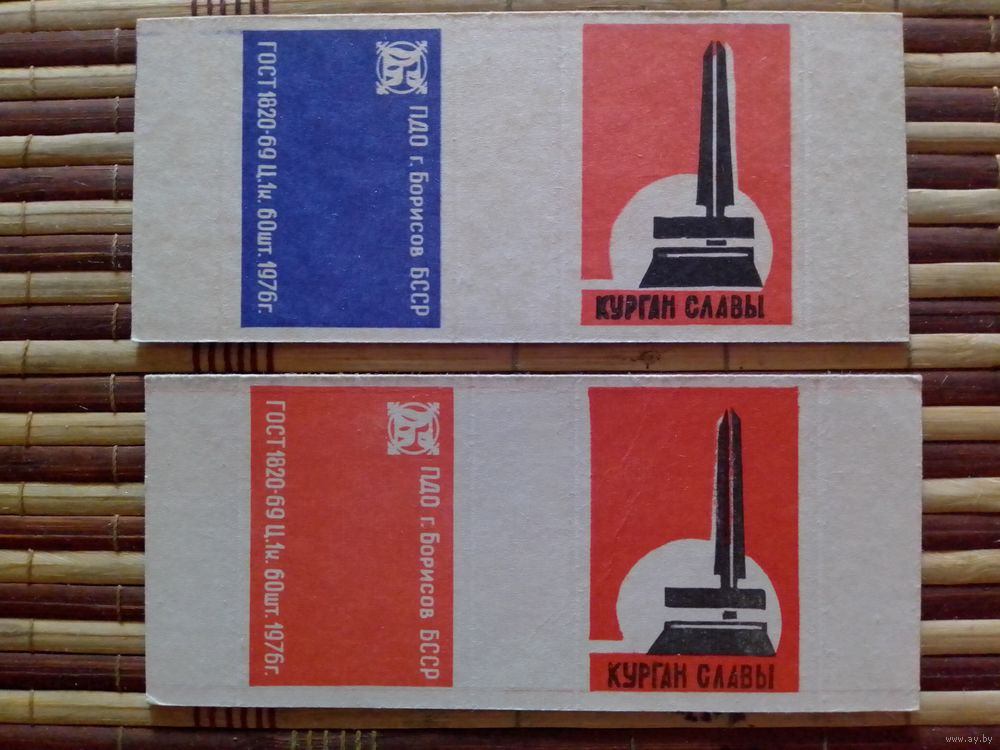 ПДО г. Борисов БССР
ГОСТ 1820-69 Ц.1к. 60шт. 1976г.
КУРГАН СЛАВЫ
ПДО г. Борисов БССР
ГОСТ 1820-69 Ц.1к. 60шт. 1976г.
КУРГАН СЛАВЫ
www.ay.by